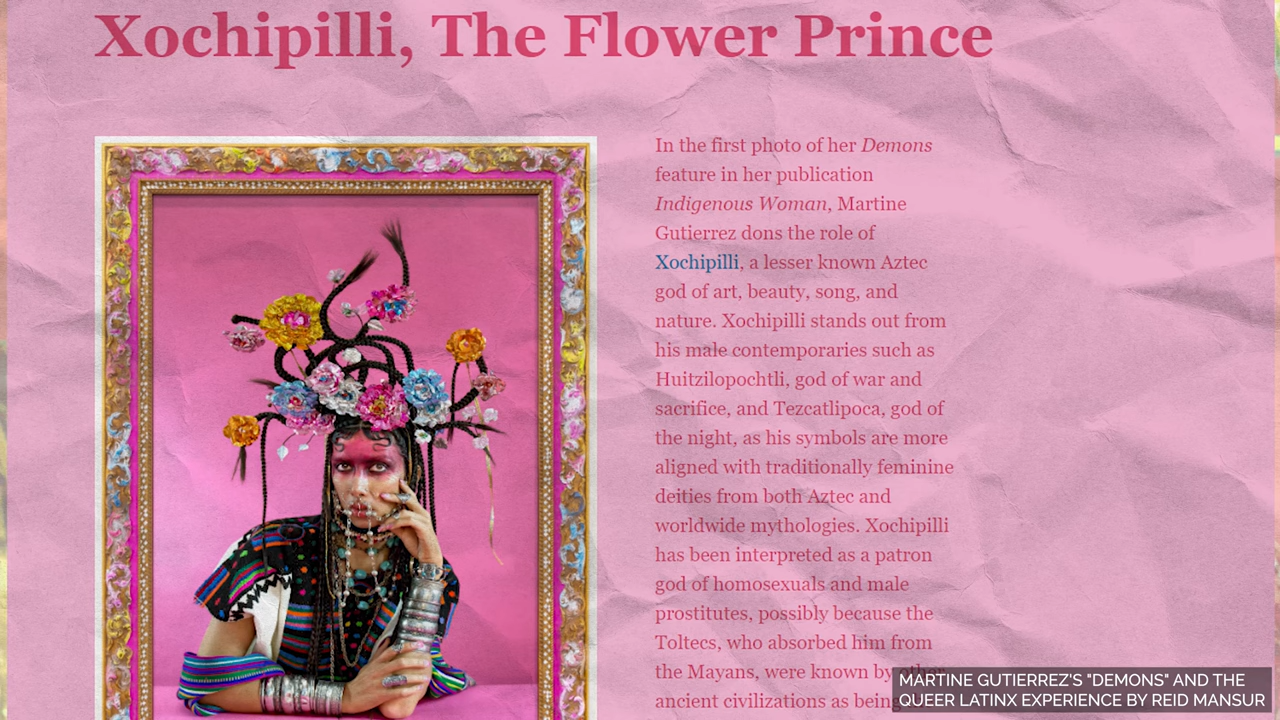 Xochipilli, The Flower Prince
In the first photo of her Demons
feature in her publication
Indigenous Woman, Martine
Gutierrez dons the role of
Xochipilli, a lesser known Aztec
god of art, beauty, song, and
nature. Xochipilli stands out from
his male contemporaries such as
Huitzilopochtli, god of war and
sacrifice, and Tezcatlipoca, god of
the night, as his symbols are more
aligned with traditionally feminine
deities from both Aztec and
worldwide mythologies. Xochipilli
has been interpreted as a patron
god of homosexuals and male
prostitutes, possibly because the
Toltecs, who absorbed him from
the Mayans, were known by other
ancient civilizations as being
MARTINE GUTIERREZ'S "DEMONS" AND THE
QUEER LATINX EXPERIENCE BY REID MANSUR